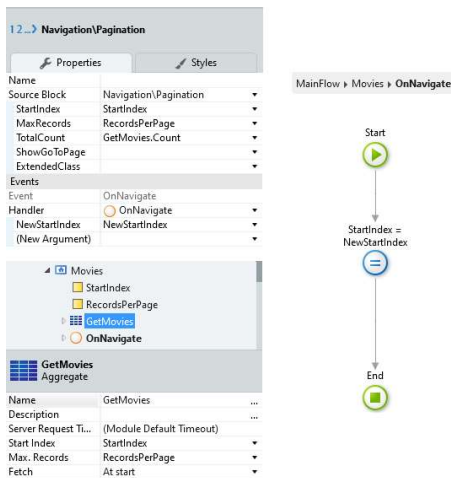 1 2 ...> Navigation\Pagination
Properties Styles
Name
Source Block Navigation\Pagination
StartIndex StartIndex
MaxRecords RecordsPerPage
TotalCount GetMovies.Count
ShowGoToPage
ExtendedClass
Events
Event OnNavigate
Handler OnNavigate
NewStartIndex NewStartIndex
(New Argument)
Movies
StartIndex
RecordsPerPage
GetMovies
OnNavigate
GetMovies
Aggregate
Name GetMovies ...
Description ...
Server Request Ti... (Module Default Timeout)
Start Index StartIndex
Max. Records RecordsPerPage
Fetch At start
MainFlow ▸ Movies ▸ OnNavigate
Start
StartIndex =
NewStartIndex
=
End